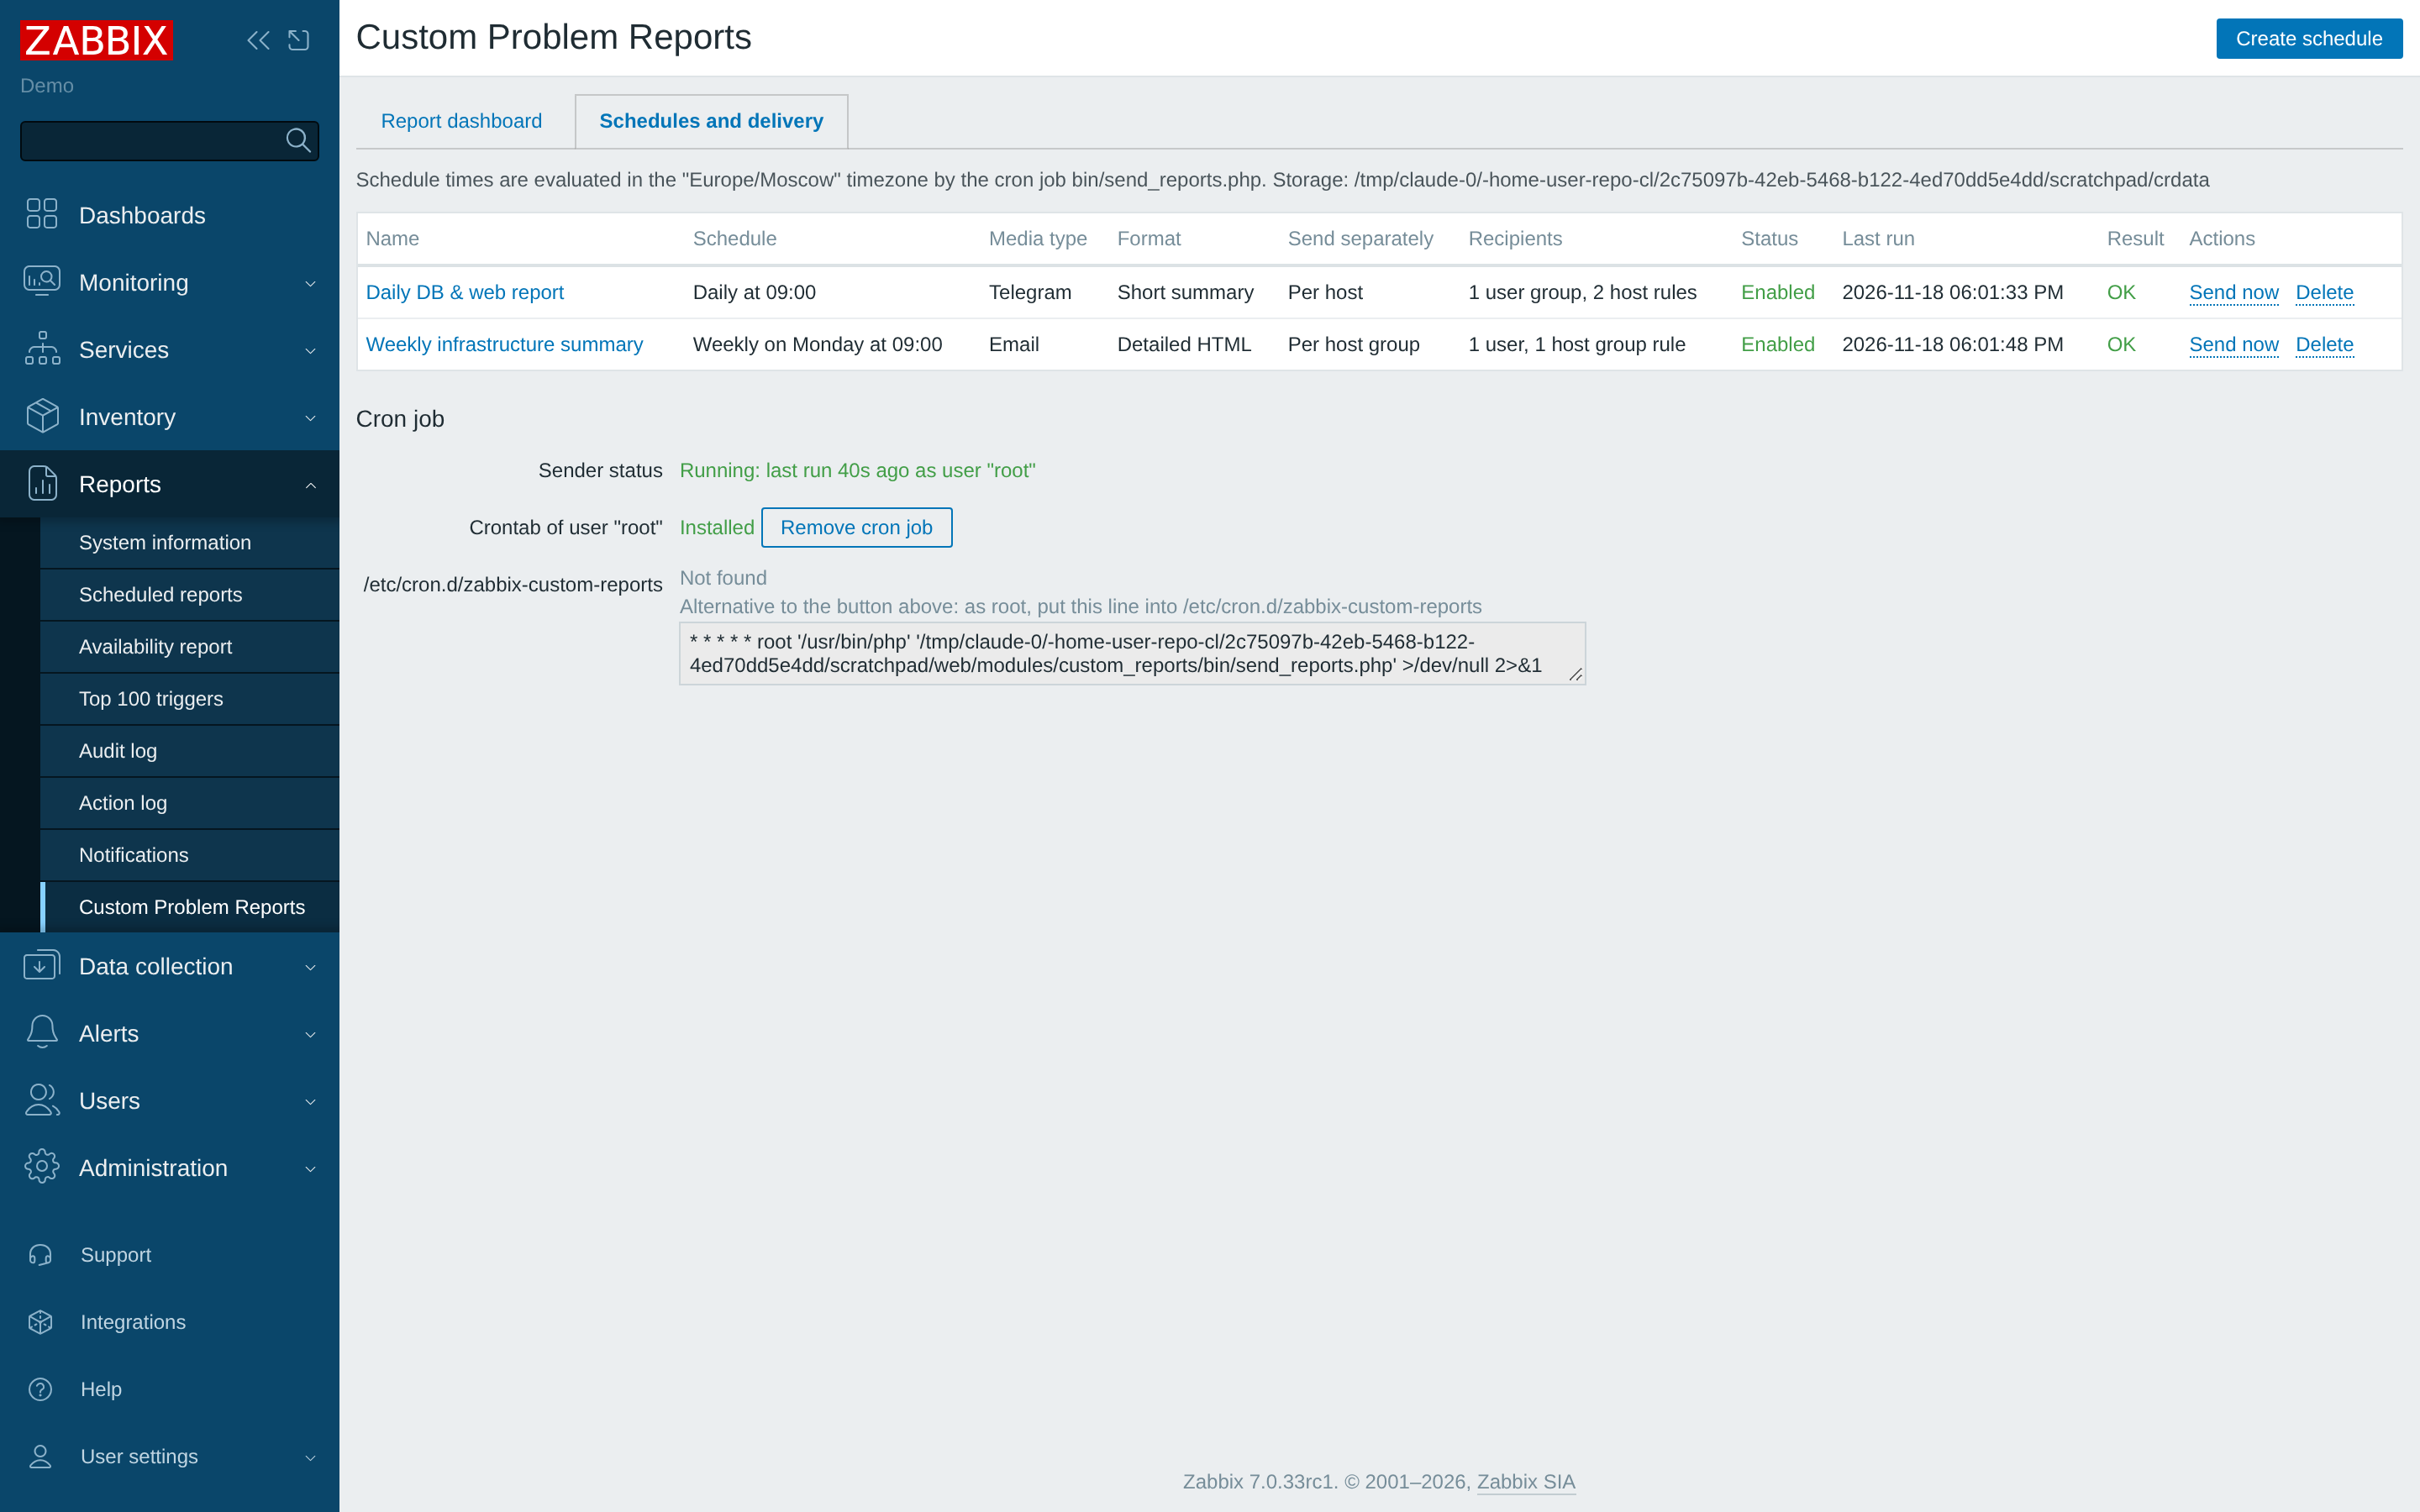 ZABBIX
Demo
Dashboards
Monitoring
Services
Inventory
Reports
System information
Scheduled reports
Availability report
Top 100 triggers
Audit log
Action log
Notifications
Custom Problem Reports
Data collection
Alerts
Users
Administration
Support
Integrations
Help
User settings
Custom Problem Reports
Create schedule
Report dashboard Schedules and delivery
Schedule times are evaluated in the "Europe/Moscow" timezone by the cron job bin/send_reports.php. Storage: /tmp/claude-0/-home-user-repo-cl/2c75097b-42eb-5468-b122-4ed70dd5e4dd/scratchpad/crdata
Name Schedule Media type Format Send separately Recipients Status Last run Result Actions
Daily DB & web report Daily at 09:00 Telegram Short summary Per host 1 user group, 2 host rules Enabled 2026-11-18 06:01:33 PM OK Send now Delete
Weekly infrastructure summary Weekly on Monday at 09:00 Email Detailed HTML Per host group 1 user, 1 host group rule Enabled 2026-11-18 06:01:48 PM OK Send now Delete
Cron job
Sender status Running: last run 40s ago as user "root"
Crontab of user "root" Installed Remove cron job
/etc/cron.d/zabbix-custom-reports Not found
Alternative to the button above: as root, put this line into /etc/cron.d/zabbix-custom-reports
* * * * * root '/usr/bin/php' '/tmp/claude-0/-home-user-repo-cl/2c75097b-42eb-5468-b122-
4ed70dd5e4dd/scratchpad/web/modules/custom_reports/bin/send_reports.php' >/dev/null 2>&1
Zabbix 7.0.33rc1. © 2001–2026, Zabbix SIA